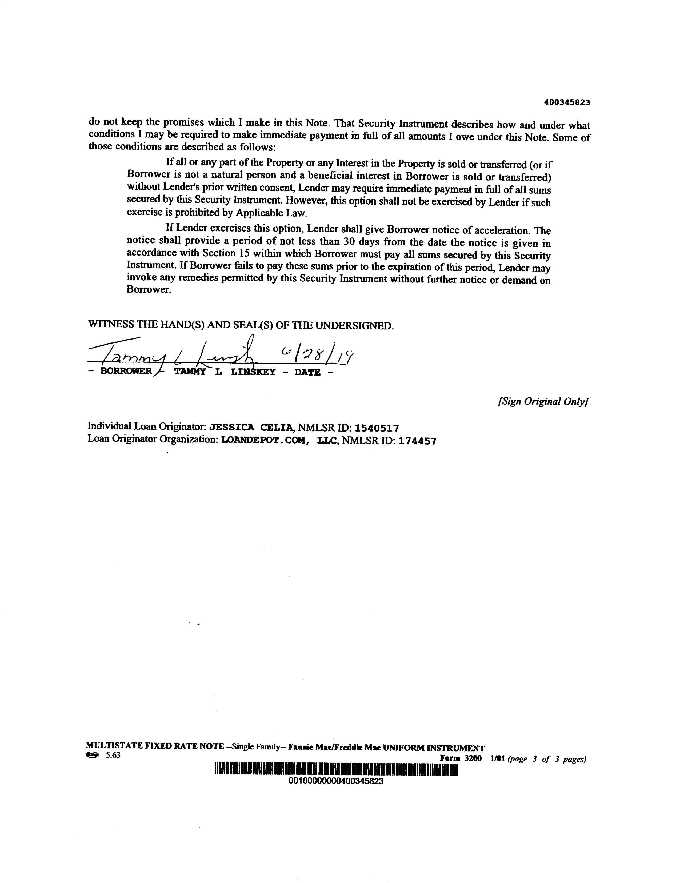 400345823
do not keep the promises which I make in this Note. That Security Instrument describes how and under what
conditions I may be required to make immediate payment in full of all amounts I owe under this Note. Some of
those conditions are described as follows:
If all or any part of the Property or any Interest in the Property is sold or transferred (or if
Borrower is not a natural person and a beneficial interest in Borrower is sold or transferred)
without Lender's prior written consent, Lender may require immediate payment in full of all sums
secured by this Security Instrument. However, this option shall not be exercised by Lender if such
exercise is prohibited by Applicable Law.
If Lender exercises this option, Lender shall give Borrower notice of acceleration. The
notice shall provide a period of not less than 30 days from the date the notice is given in
accordance with Section 15 within which Borrower must pay all sums secured by this Security
Instrument. If Borrower fails to pay these sums prior to the expiration of this period, Lender may
invoke any remedies permitted by this Security Instrument without further notice or demand on
Borrower.
WITNESS THE HAND(S) AND SEAL(S) OF THE UNDERSIGNED.
Tammy L 6/28/19
- BORROWER - TAMMY L LINSKEY - DATE -
[Sign Original Only]
Individual Loan Originator: JESSICA CELIA, NMLSR ID: 1540517
Loan Originator Organization: LOANDEPOT.COM, LLC, NMLSR ID: 174457
MULTISTATE FIXED RATE NOTE --Single Family-- Fannie Mae/Freddie Mac UNIFORM INSTRUMENT
5.63 Form 3200 1/01 (page 3 of 3 pages)
00100000000400345823